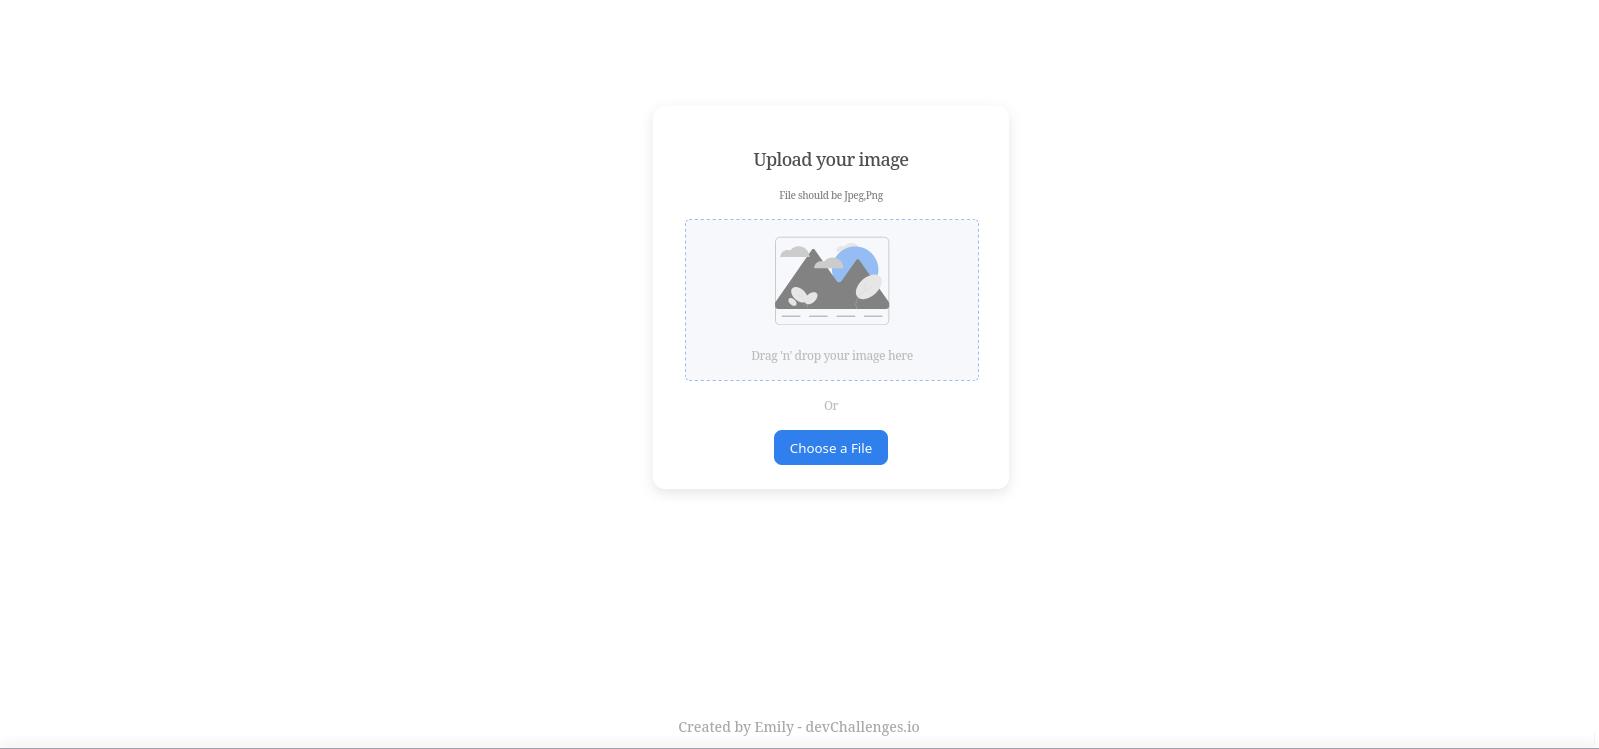 Upload your image
File should be Jpeg,Png
Drag 'n' drop your image here
Or
Choose a File
Created by Emily - devChallenges.io